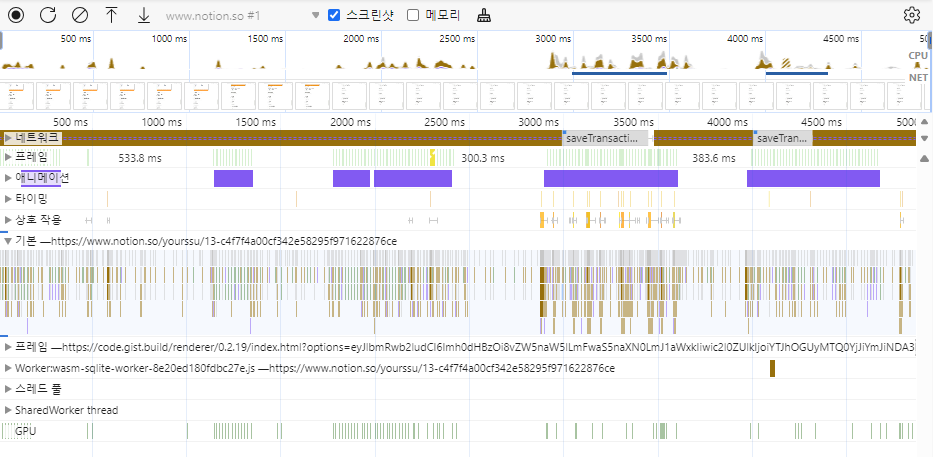 www.notion.so #1 스크린샷 메모리
500 ms 1000 ms 1500 ms 2000 ms 2500 ms 3000 ms 3500 ms 4000 ms 4500 ms 50
CPU
NET
500 ms 1000 ms 1500 ms 2000 ms 2500 ms 3000 ms 3500 ms 4000 ms 4500 ms 5000
네트워크 saveTransacti... saveTran...
프레임 533.8 ms 300.3 ms 383.6 ms
애니메이션
타이밍
상호 작용
기본 —https://www.notion.so/yourssu/13-c4f7f4a00cf342e58295f971622876ce
프레임 —https://code.gist.build/renderer/0.2.19/index.html?options=
Worker:wasm-sqlite-worker-8e20ed180fdbc27e.js —https://www.notion.so/yourssu/13-c4f7f4a00cf342e58295f971622876ce
스레드 풀
SharedWorker thread
GPU